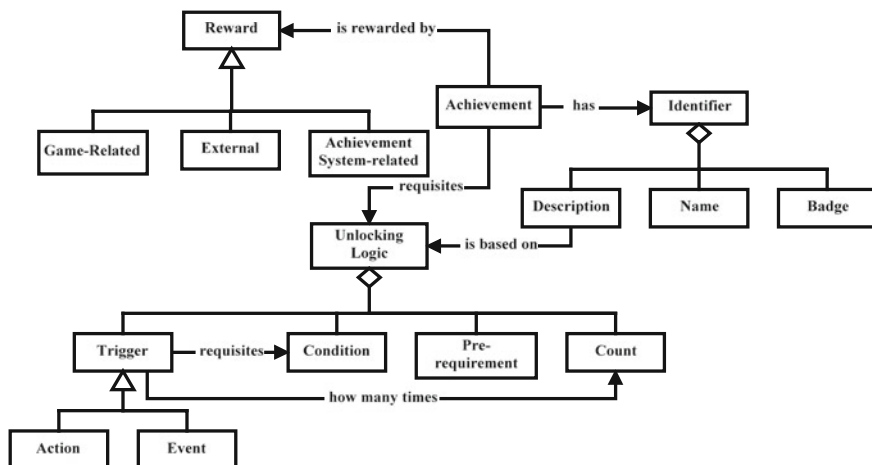 Reward
is rewarded by
Achievement
has
Identifier
Game-Related
External
Achievement
System-related
requisites
Description
Name
Badge
Unlocking
Logic
is based on
Trigger
requisites
Condition
Pre-
requirement
Count
how many times
Action
Event